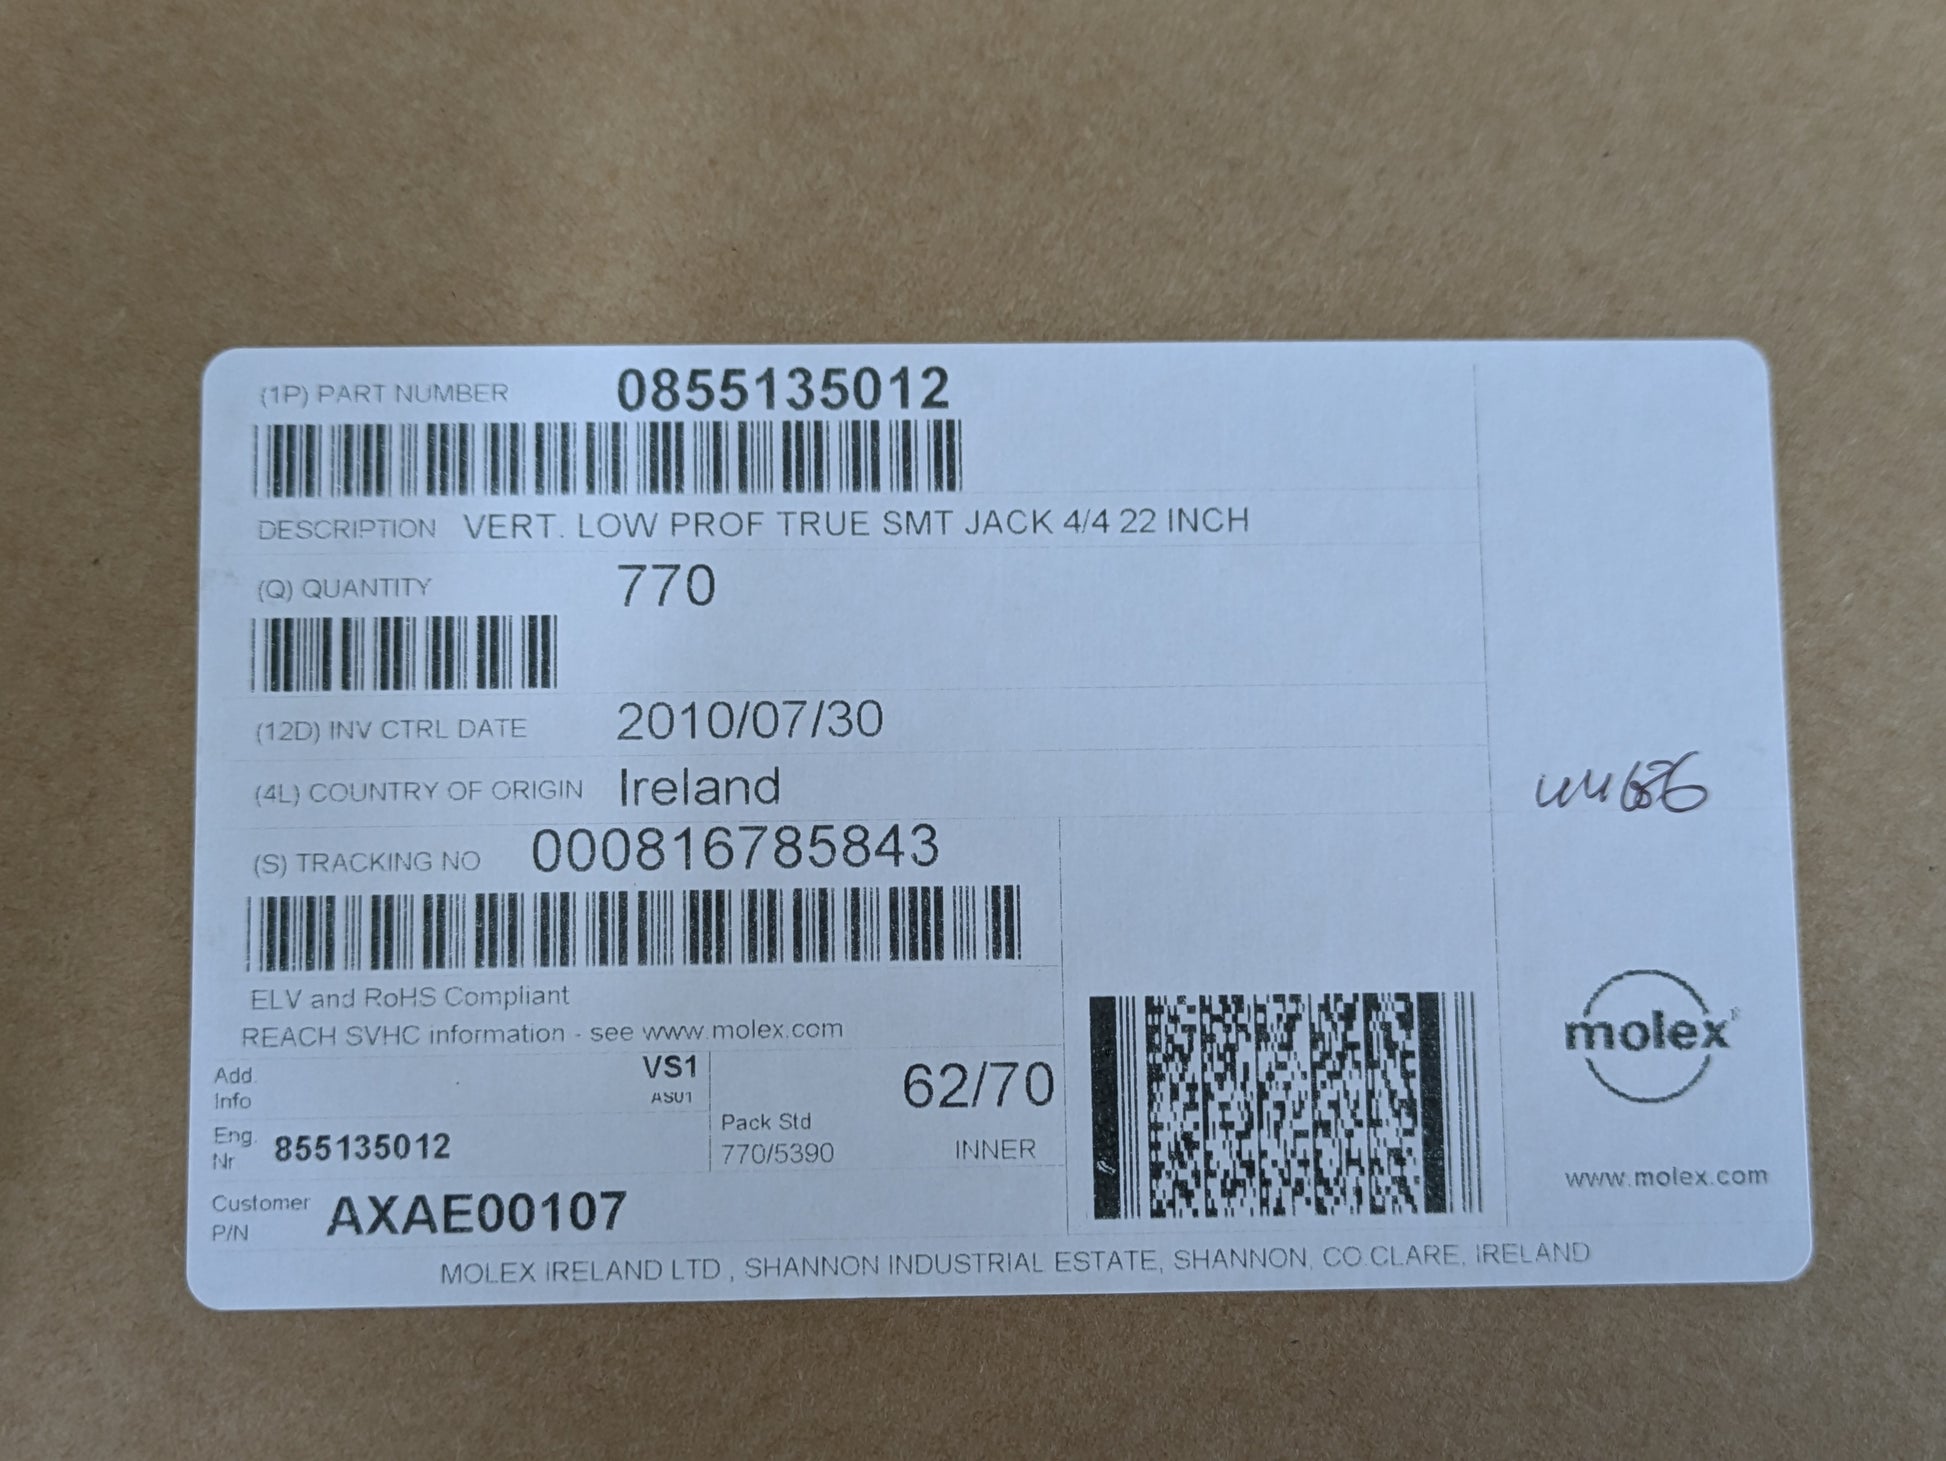 (1P) PART NUMBER 0855135012
DESCRIPTION VERT. LOW PROF TRUE SMT JACK 4/4 22 INCH
(Q) QUANTITY 770
(12D) INV CTRL DATE 2010/07/30
(4L) COUNTRY OF ORIGIN Ireland
(S) TRACKING NO 000816785843
ELV and RoHS Compliant
REACH SVHC information - see www.molex.com
Add. Info VS1
ASU1
62/70
Pack Std
770/5390 INNER
Eng. Nr 855135012
Customer P/N AXAE00107
molex®
www.molex.com
MOLEX IRELAND LTD , SHANNON INDUSTRIAL ESTATE, SHANNON, CO.CLARE, IRELAND